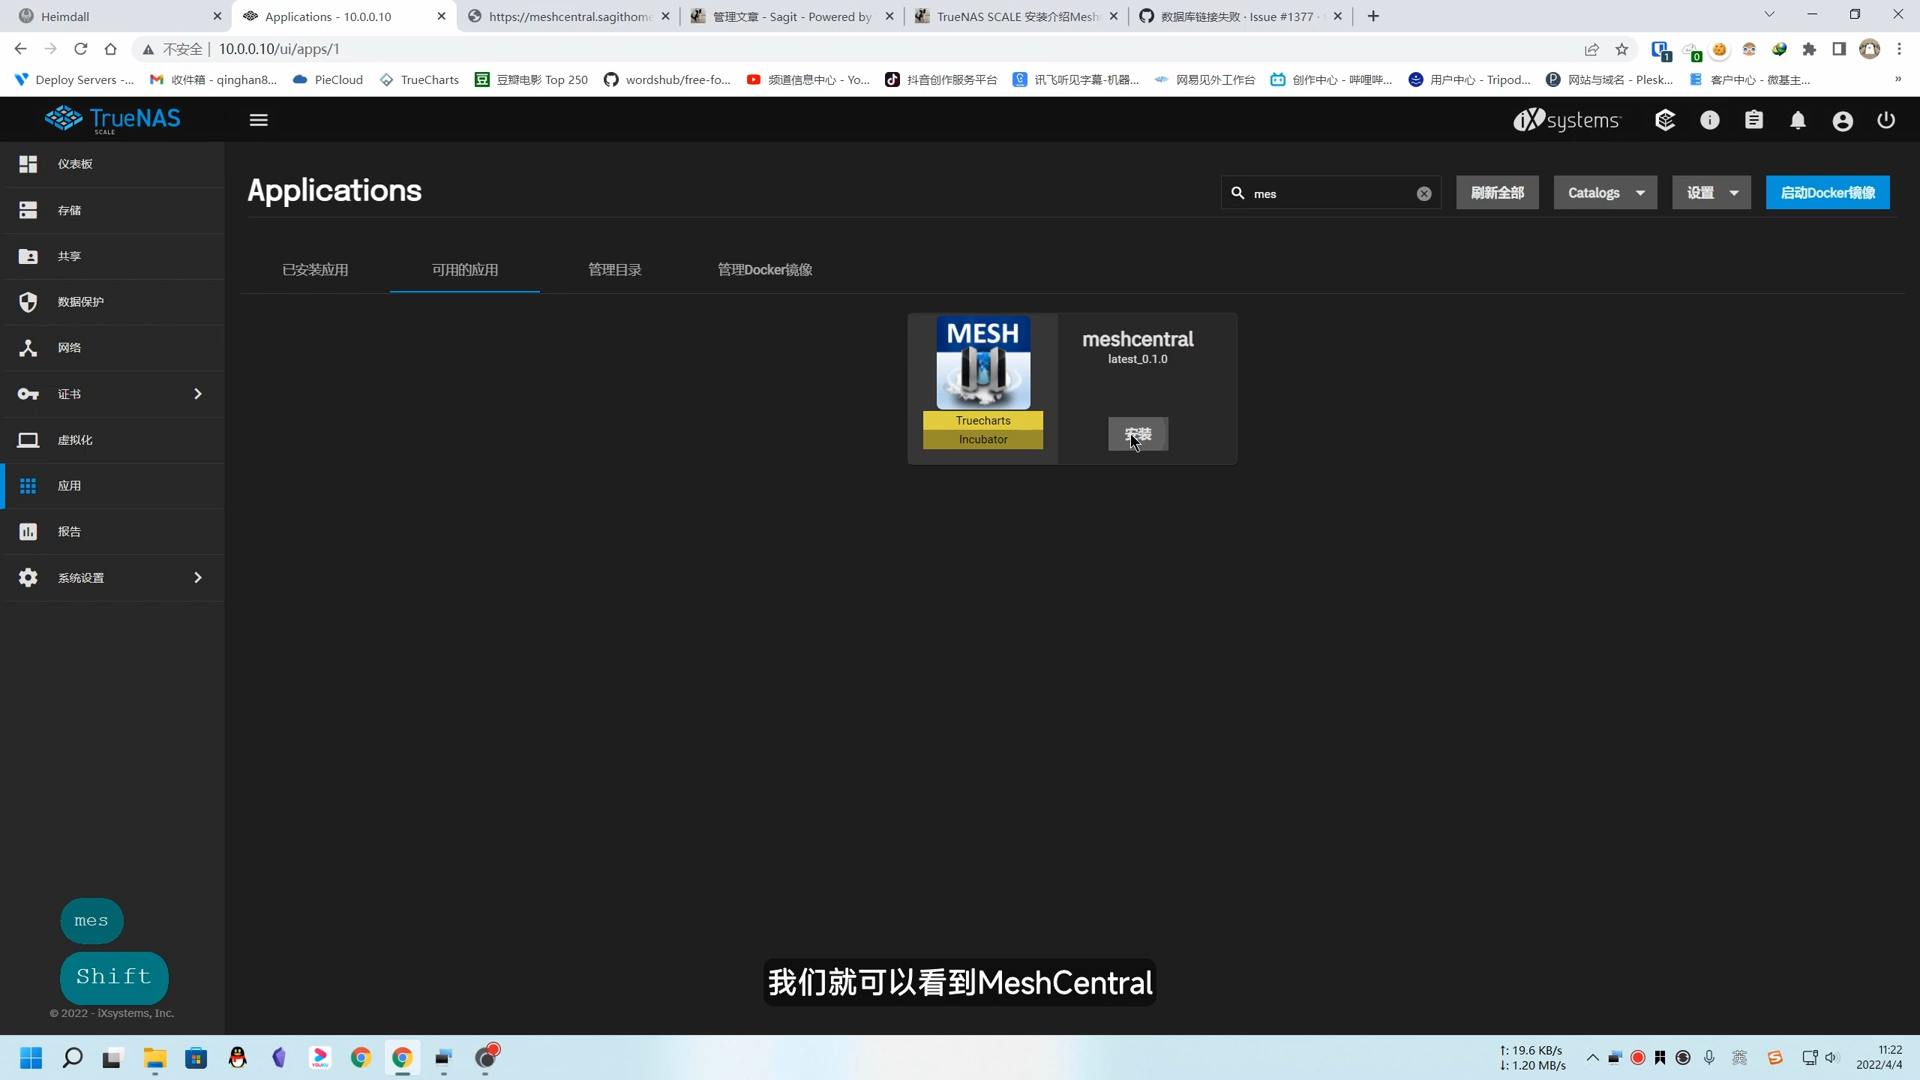 Heimdall
Applications - 10.0.0.10
https://meshcentral.sagithome
管理文章 - Sagit - Powered by
TrueNAS SCALE 安装介绍Mesh
数据库链接失败 · Issue #1377 ·
不安全
10.0.0.10/ui/apps/1
1
0
Deploy Servers -...
收件箱 - qinghan8...
PieCloud
TrueCharts
豆瓣电影 Top 250
wordshub/free-fo...
频道信息中心 - Yo...
抖音创作服务平台
讯飞听见字幕-机器...
网易见外工作台
创作中心 - 哔哩哔...
用户中心 - Tripod...
网站与域名 - Plesk...
客户中心 - 微基主...
»
TrueNAS
SCALE
iXsystems
仪表板
存储
共享
数据保护
网络
证书
虚拟化
应用
报告
系统设置
Applications
mes
刷新全部
Catalogs
设置
启动Docker镜像
已安装应用
可用的应用
管理目录
管理Docker镜像
MESH
Truecharts
Incubator
meshcentral
latest_0.1.0
安装
mes
Shift
© 2022 - iXsystems, Inc.
我们就可以看到MeshCentral
YOUKU
↑: 19.6 KB/s
↓: 1.20 MB/s
英
11:22
2022/4/4